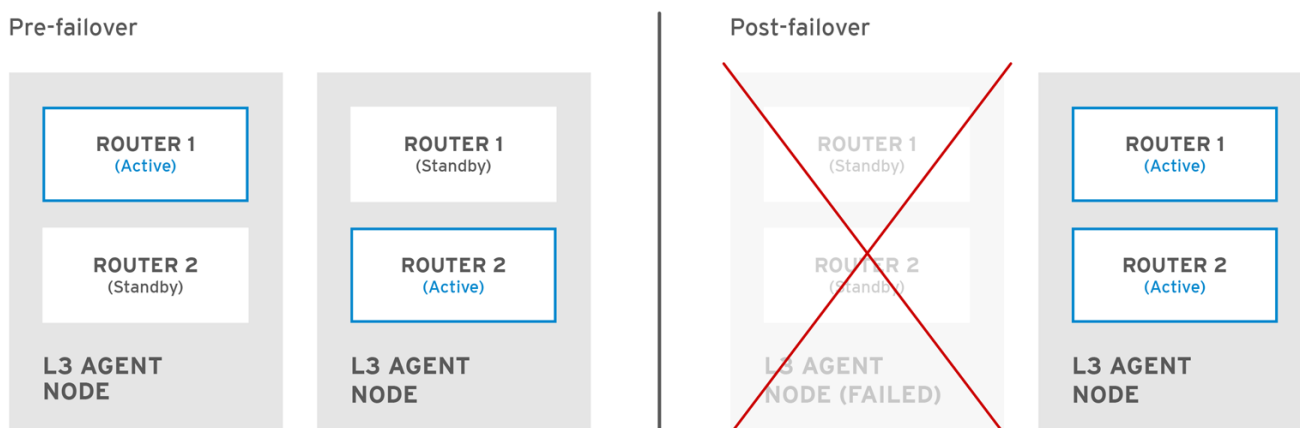 Pre-failover
ROUTER 1
(Active)
ROUTER 2
(Standby)
L3 AGENT
NODE
ROUTER 1
(Standby)
ROUTER 2
(Active)
L3 AGENT
NODE
Post-failover
ROUTER 1
(Standby)
ROUTER 2
(Standby)
L3 AGENT
NODE (FAILED)
ROUTER 1
(Active)
ROUTER 2
(Active)
L3 AGENT
NODE